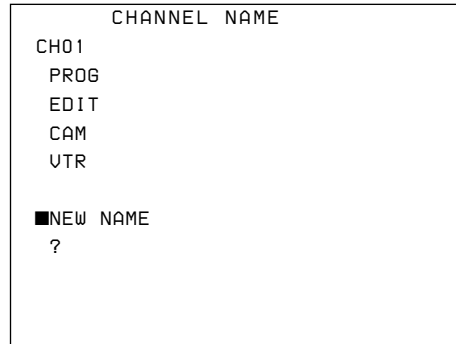 CHANNEL NAME
CH01
PROG
EDIT
CAM
VTR
■NEW NAME
?